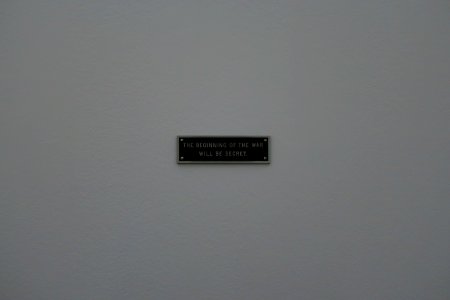 THE BEGINNING OF THE WAR
WILL BE SECRET